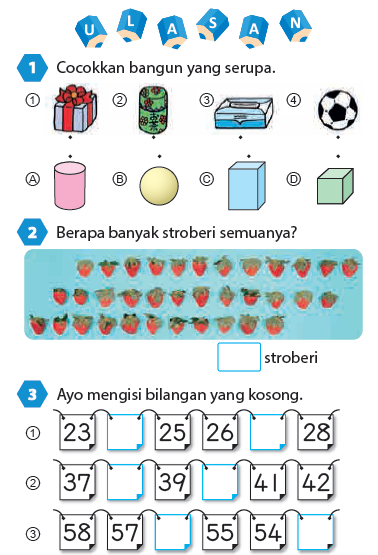 ULASAN
1 Cocokkan bangun yang serupa.
① ② ③ ④
Ⓐ Ⓑ Ⓒ Ⓓ
2 Berapa banyak stroberi semuanya?
stroberi
3 Ayo mengisi bilangan yang kosong.
① 23 25 26 28
② 37 39 41 42
③ 58 57 55 54